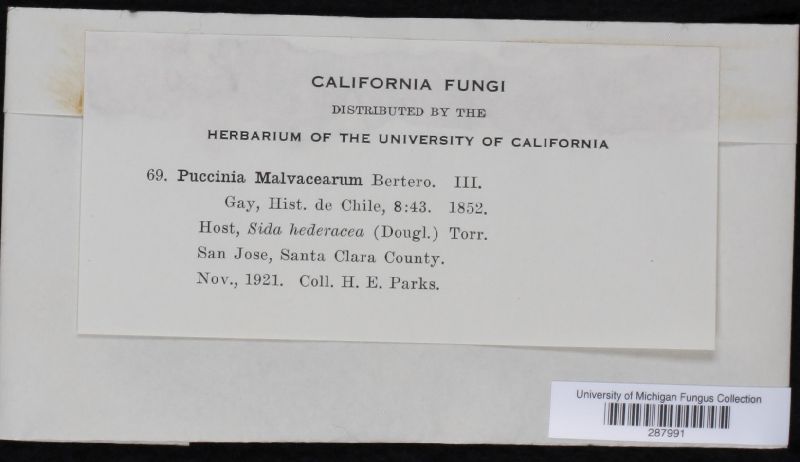 CALIFORNIA FUNGI
DISTRIBUTED BY THE
HERBARIUM OF THE UNIVERSITY OF CALIFORNIA
69. Puccinia Malvacearum Bertero. III.
Gay, Hist. de Chile, 8:43. 1852.
Host, Sida hederacea (Dougl.) Torr.
San Jose, Santa Clara County.
Nov., 1921. Coll. H. E. Parks.
University of Michigan Fungus Collection
287991